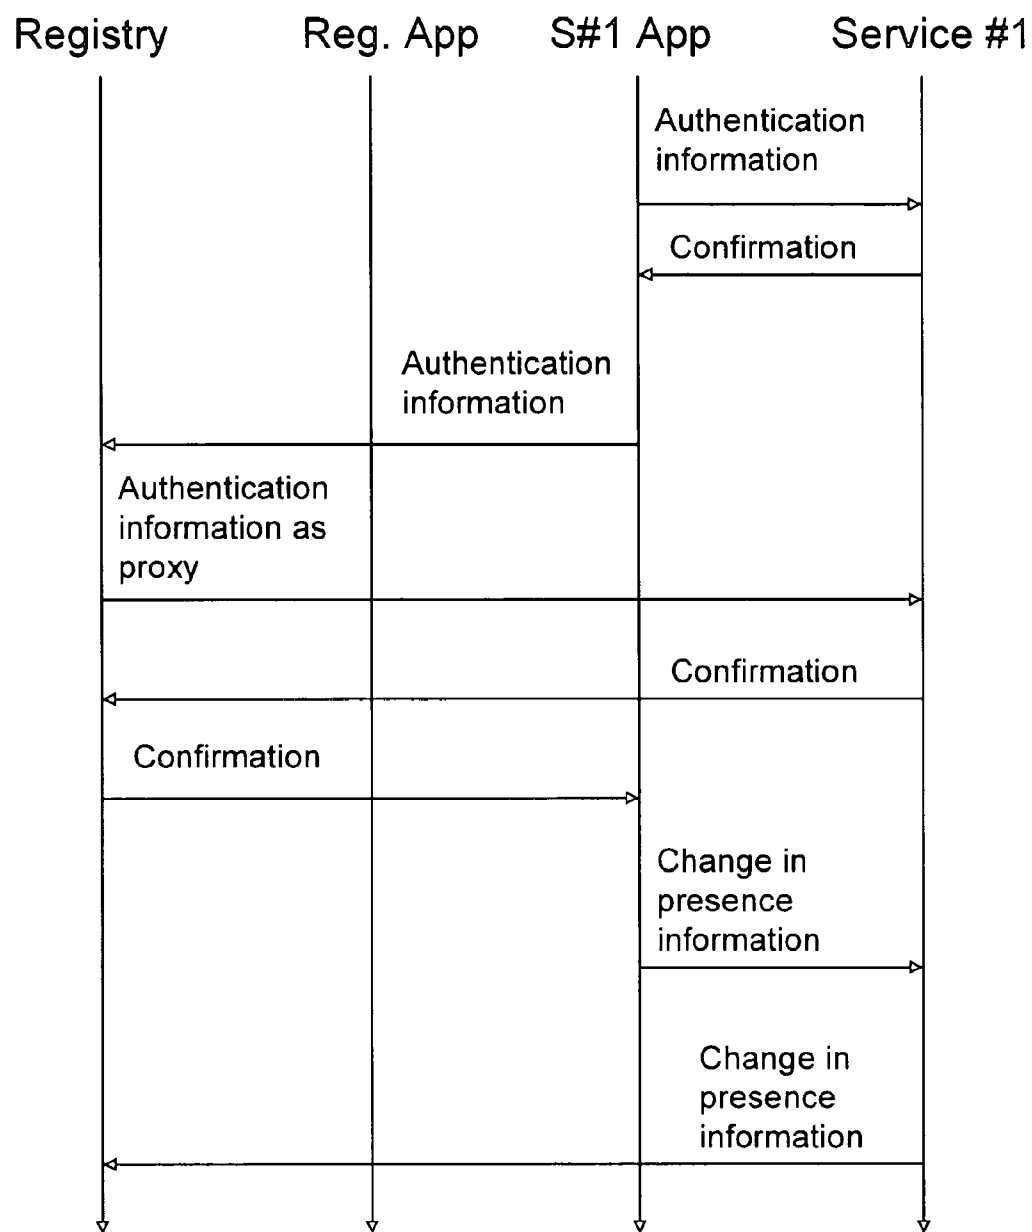 Registry Reg. App S#1 App Service #1
Authentication
information
Confirmation
Authentication
information
Authentication
information as
proxy
Confirmation
Confirmation
Change in
presence
information
Change in
presence
information